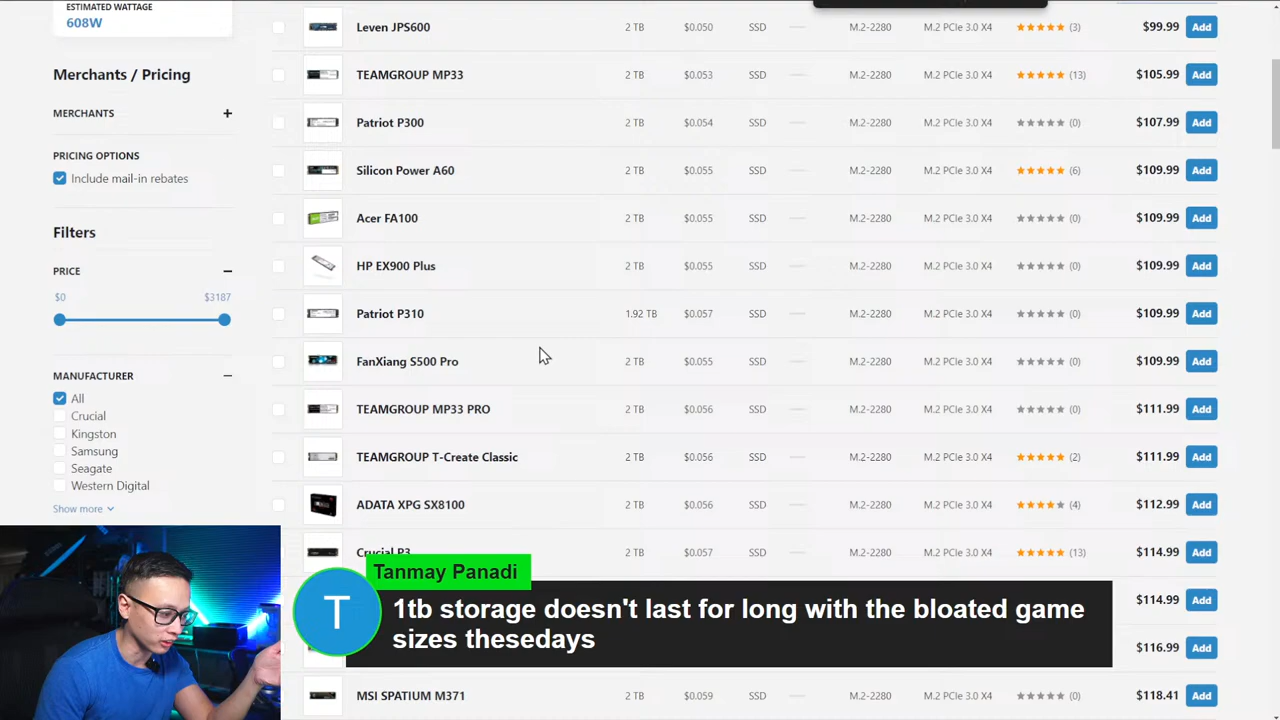 ESTIMATED WATTAGE
608W
Merchants / Pricing
MERCHANTS +
PRICING OPTIONS
Include mail-in rebates
Filters
PRICE
$0 $3187
MANUFACTURER
All
Crucial
Kingston
Samsung
Seagate
Western Digital
Show more
Leven JPS600 2 TB $0.050 SSD M.2-2280 M.2 PCIe 3.0 X4 (3) $99.99 Add
TEAMGROUP MP33 2 TB $0.053 SSD M.2-2280 M.2 PCIe 3.0 X4 (13) $105.99 Add
Patriot P300 2 TB $0.054 SSD M.2-2280 M.2 PCIe 3.0 X4 (0) $107.99 Add
Silicon Power A60 2 TB $0.055 SSD M.2-2280 M.2 PCIe 3.0 X4 (6) $109.99 Add
Acer FA100 2 TB $0.055 SSD M.2-2280 M.2 PCIe 3.0 X4 (0) $109.99 Add
HP EX900 Plus 2 TB $0.055 SSD M.2-2280 M.2 PCIe 3.0 X4 (0) $109.99 Add
Patriot P310 1.92 TB $0.057 SSD M.2-2280 M.2 PCIe 3.0 X4 (0) $109.99 Add
FanXiang S500 Pro 2 TB $0.055 SSD M.2-2280 M.2 PCIe 3.0 X4 (0) $109.99 Add
TEAMGROUP MP33 PRO 2 TB $0.056 SSD M.2-2280 M.2 PCIe 3.0 X4 (0) $111.99 Add
TEAMGROUP T-Create Classic 2 TB $0.056 SSD M.2-2280 M.2 PCIe 3.0 X4 (2) $111.99 Add
ADATA XPG SX8100 2 TB $0.056 SSD M.2-2280 M.2 PCIe 3.0 X4 (4) $112.99 Add
Crucial P3 2 TB $0.057 SSD M.2-2280 M.2 PCIe 3.0 X4 (13) $114.99 Add
$114.99 Add
$116.99 Add
MSI SPATIUM M371 2 TB $0.059 SSD M.2-2280 M.2 PCIe 3.0 X4 (0) $118.41 Add
Tanmay Panadi
T
1tb storage doesn't last for long with the bloated game
sizes thesedays